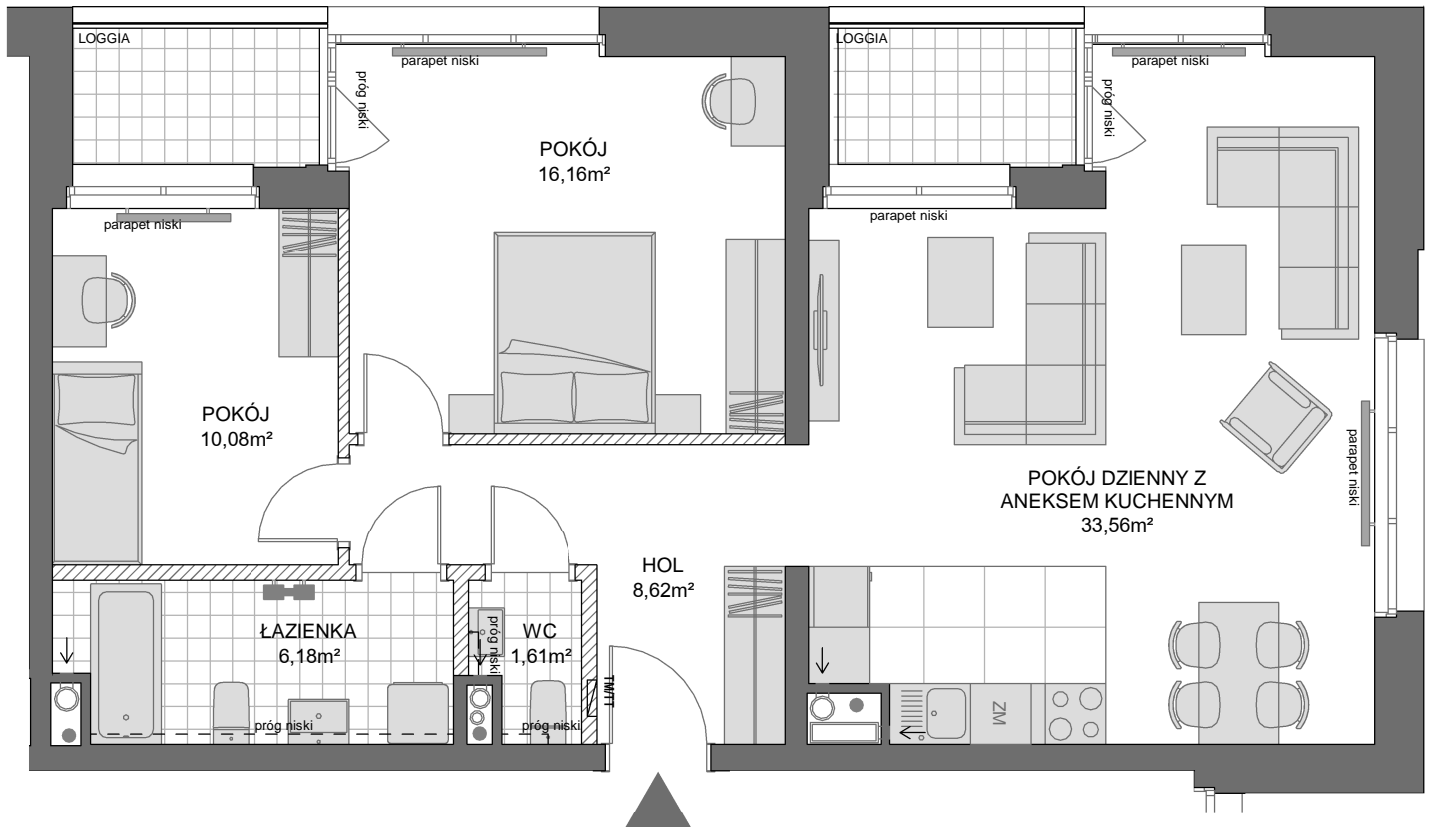 LOGGIA
parapet niski
próg niski
POKÓJ
16,16m²
LOGGIA
parapet niski
próg niski
parapet niski
parapet niski
POKÓJ
10,08m²
parapet niski
POKÓJ DZIENNY Z
ANEKSEM KUCHENNYM
33,56m²
HOL
8,62m²
ŁAZIENKA
6,18m²
próg niski
WC
1,61m²
próg niski
próg niski
TM/TT
ZM